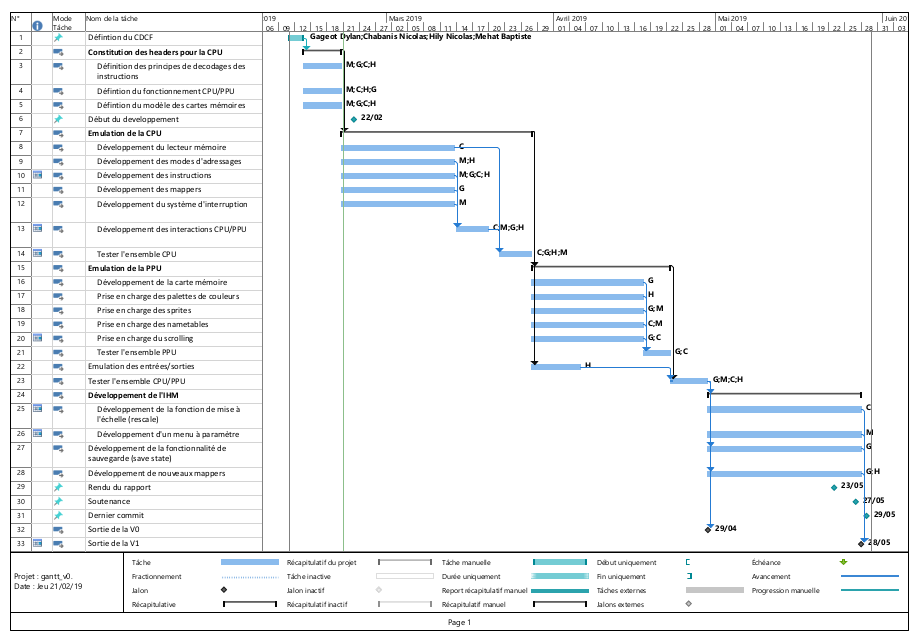 N° Mode Tâche Nom de la tâche 019 Mars 2019 Avril 2019 Mai 2019 Juin 20
06 09 12 15 18 21 24 27 02 05 08 11 14 17 20 23 26 29 01 04 07 10 13 16 19 22 25 28 01 04 07 10 13 16 19 22 25 28 31 03
1 Défintion du CDCF Gageot Dylan;Chabanis Nicolas;Hily Nicolas;Mehat Baptiste
2 Constitution des headers pour la CPU
3 Définition des principes de decodages des instructions M;G;C;H
4 Défintion du fonctionnement CPU/PPU M;C;H;G
5 Défintion du modèle des cartes mémoires M;G;C;H
6 Début du developpement 22/02
7 Emulation de la CPU
8 Développement du lecteur mémoire C
9 Développement des modes d'adressages M;H
10 Développement des instructions M;G;C;H
11 Développement des mappers G
12 Développement du systéme d'interruption M
13 Développement des interactions CPU/PPU C;M;G;H
14 Tester l'ensemble CPU C;G;H;M
15 Emulation de la PPU
16 Développement de la carte mémoire G
17 Prise en charge des palettes de couleurs H
18 Prise en charge des sprites G;M
19 Prise en charge des nametables C;M
20 Prise en charge du scrolling G;C
21 Tester l'ensemble PPU G;C
22 Emulation des entrées/sorties H
23 Tester l'ensemble CPU/PPU G;M;C;H
24 Développement de l'IHM
25 Développement de la fonction de mise à l'échelle (rescale) C
26 Développement d'un menu à paramètre M
27 Développement de la fonctionnalité de sauvegarde (save state) G
28 Développement de nouveaux mappers G;H
29 Rendu du rapport 23/05
30 Soutenance 27/05
31 Dernier commit 29/05
32 Sortie de la V0 29/04
33 Sortie de la V1 28/05
Projet : gantt_v0.
Date : Jeu 21/02/19
Tâche Récapitulatif du projet Tâche manuelle Début uniquement Échéance
Fractionnement Tâche inactive Durée uniquement Fin uniquement Avancement
Jalon Jalon inactif Report récapitulatif manuel Tâches externes Progression manuelle
Récapitulative Récapitulatif inactif Récapitulatif manuel Jalons externes
Page 1